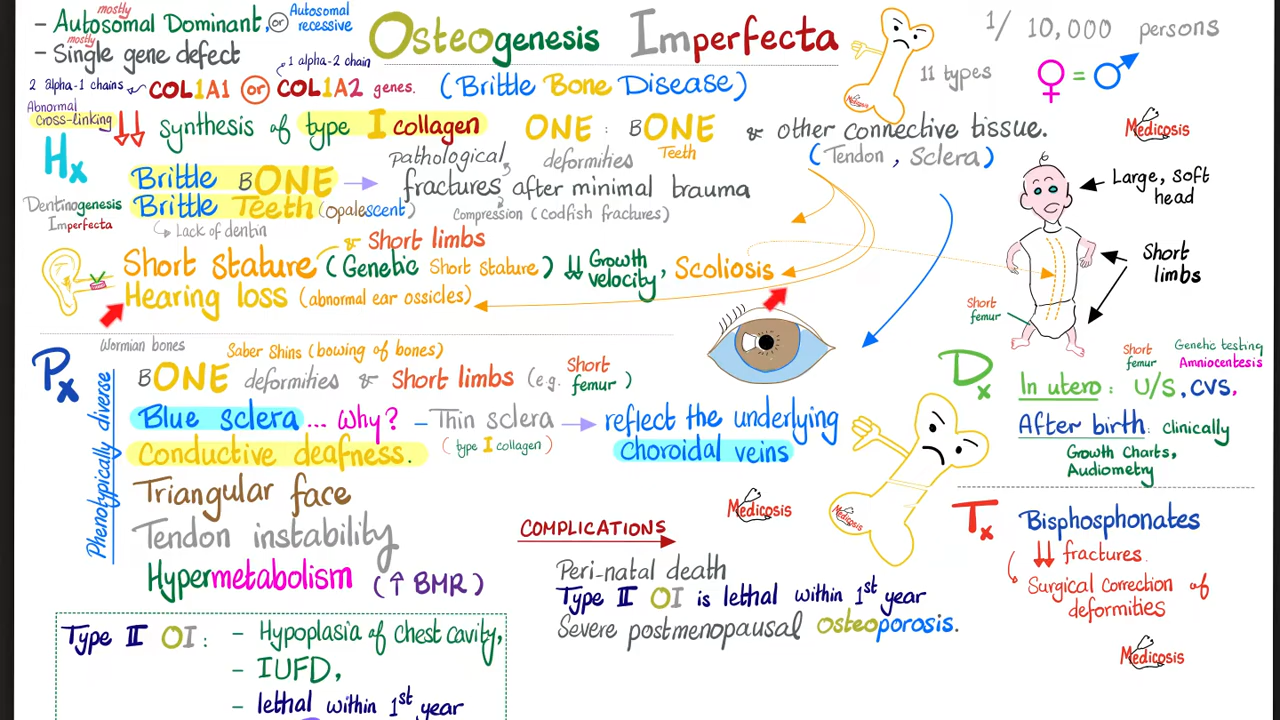 mostly
- Autosomal Dominant, or Autosomal recessive
mostly
- Single gene defect
Osteogenesis Imperfecta
1/ 10,000 persons
11 types
♀ = ♂
1 alpha-2 chain
2 alpha-1 chains
COL1A1 OR COL1A2 genes.
(Brittle Bone Disease)
Abnormal
Cross-linking
↓↓ synthesis of type I collagen
ONE : BONE & other connective tissue.
Teeth
(Tendon, Sclera)
Medicosis
Medicosis
Hx
Brittle BONE → pathological fractures after minimal trauma
deformities
Brittle Teeth (opalescent)
Compression (Codfish fractures)
Dentinogenesis
Imperfecta
Lack of dentin
& Short limbs
Short stature (Genetic Short stature) ↓↓ Growth velocity, Scoliosis
Hearing loss (abnormal ear ossicles)
Large, soft head
Short limbs
Short femur
Px
Phenotypically diverse
Wormian bones
Saber Shins (bowing of bones)
BONE deformities & Short limbs (e.g. Short femur)
Blue sclera ... Why? - Thin sclera → reflect the underlying
(type I collagen)
choroidal veins
Conductive deafness.
Triangular face
Tendon instability
Hypermetabolism (↑ BMR)
Medicosis
Medicosis
Dx
Short femur
Genetic testing
Amniocentesis
In utero: U/S, CVS,
After birth: clinically
Growth Charts,
Audiometry
Tx
Bisphosphonates
↓↓ fractures.
Surgical correction of
deformities
Medicosis
COMPLICATIONS
Peri-natal death
Type II OI is lethal within 1st year
Severe postmenopausal osteoporosis.
Type II OI: - Hypoplasia of chest cavity,
- IUFD,
- lethal within 1st year